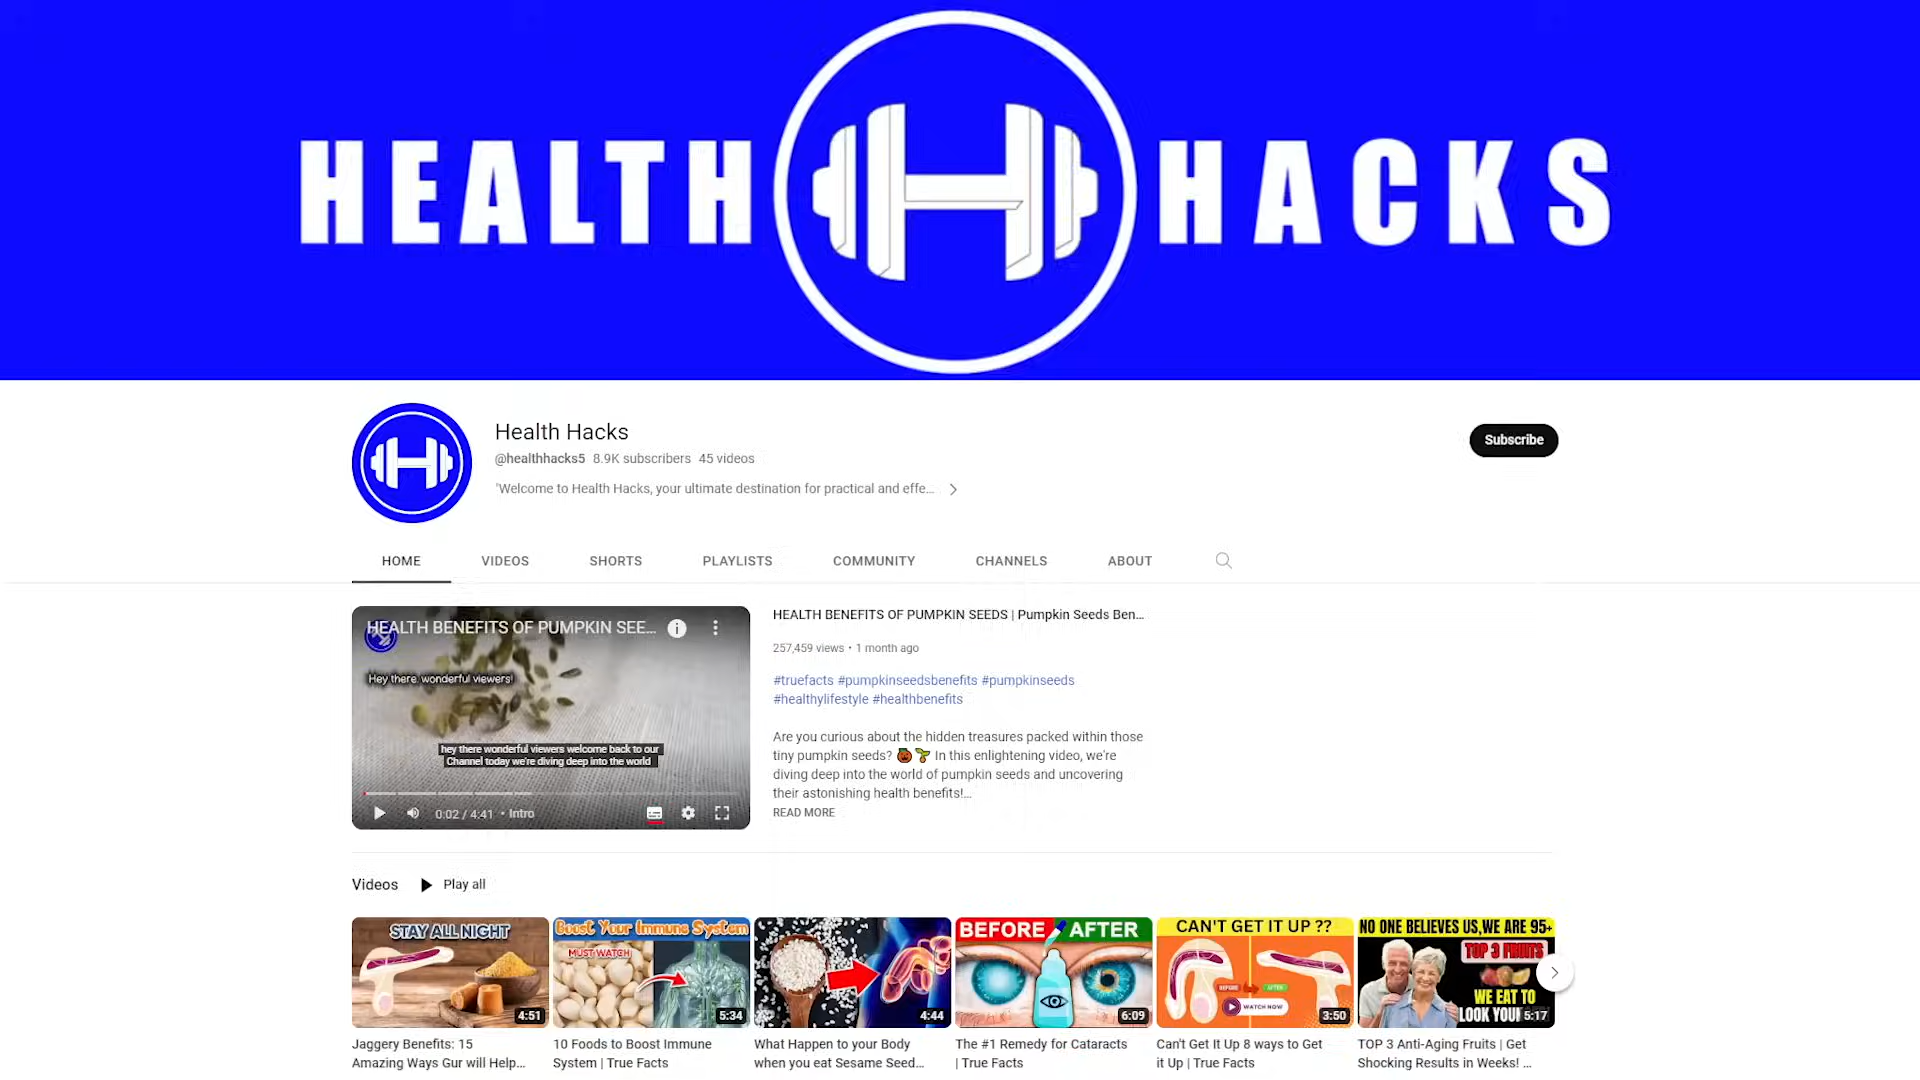 HEALTH H HACKS
Health Hacks
@healthhacks5 8.9K subscribers 45 videos
"Welcome to Health Hacks, your ultimate destination for practical and effe...
Subscribe
HOME VIDEOS SHORTS PLAYLISTS COMMUNITY CHANNELS ABOUT
HEALTH BENEFITS OF PUMPKIN SEE...
Hey there, wonderful viewers!
hey there wonderful viewers welcome back to our
Channel today we're diving deep into the world
0:02 / 4:41 • Intro
HEALTH BENEFITS OF PUMPKIN SEEDS | Pumpkin Seeds Ben...
257,459 views • 1 month ago
#truefacts #pumpkinseedsbenefits #pumpkinseeds
#healthylifestyle #healthbenefits
Are you curious about the hidden treasures packed within those
tiny pumpkin seeds? 🎃🌱 In this enlightening video, we're
diving deep into the world of pumpkin seeds and uncovering
their astonishing health benefits!...
READ MORE
Videos Play all
STAY ALL NIGHT
4:51
Jaggery Benefits: 15
Amazing Ways Gur will Help...
Boost Your Immune System
MUST WATCH
5:34
10 Foods to Boost Immune
System | True Facts
4:44
What Happen to your Body
when you eat Sesame Seed...
BEFORE AFTER
6:09
The #1 Remedy for Cataracts
| True Facts
CAN'T GET IT UP ??
BEFORE AFTER
WATCH NOW
3:50
Can't Get It Up 8 ways to Get
it Up | True Facts
NO ONE BELIEVES US,WE ARE 95+
TOP 3 FRUITS
WE EAT TO
LOOK YOU
5:17
TOP 3 Anti-Aging Fruits | Get
Shocking Results in Weeks! ...